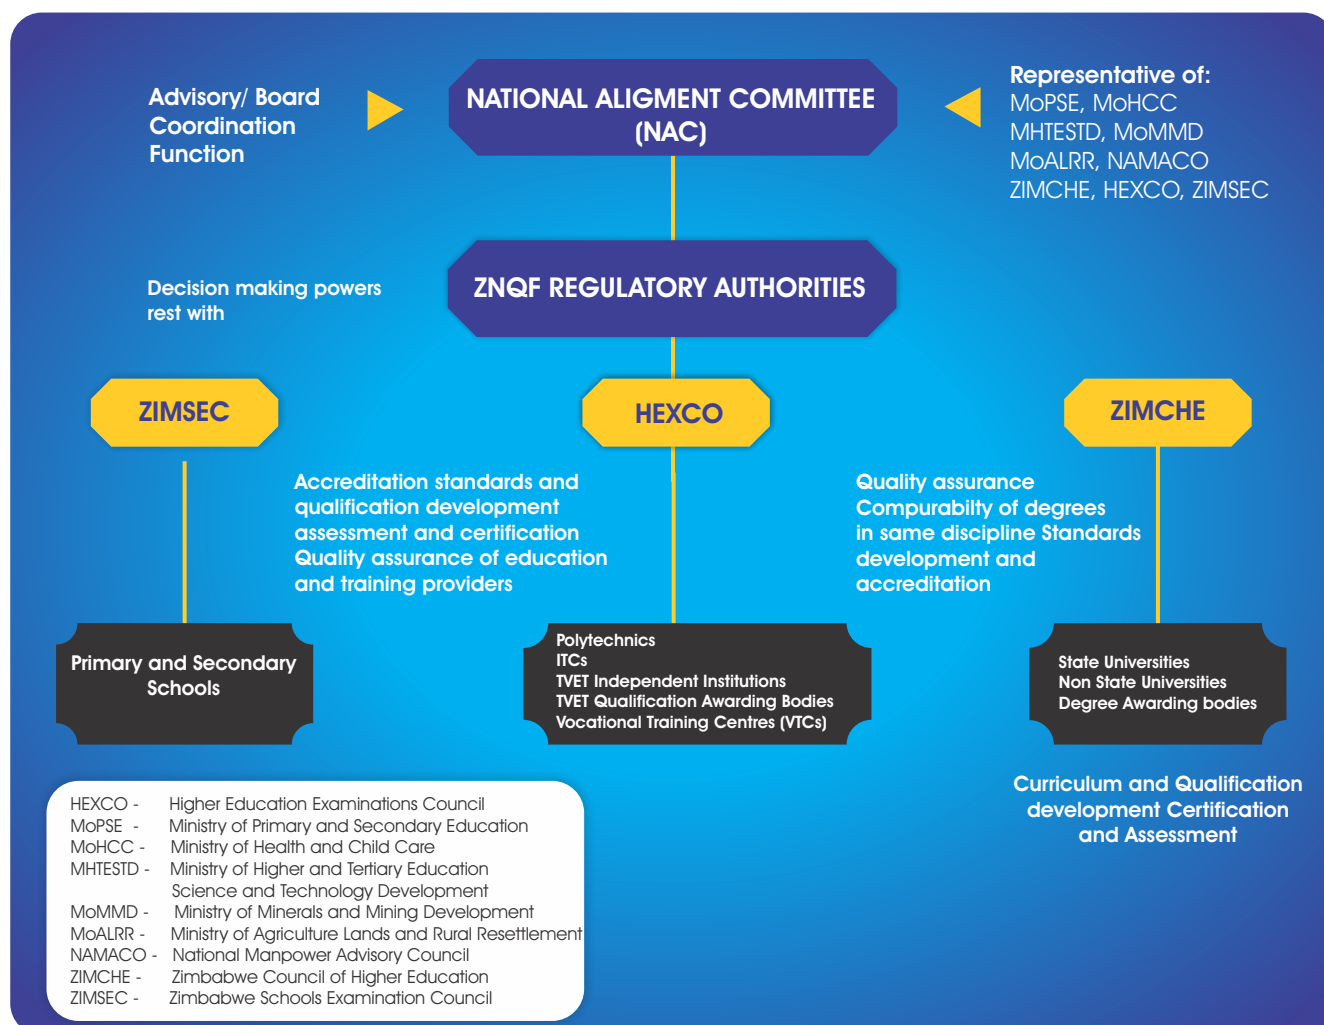 Advisory/ Board
Coordination
Function
NATIONAL ALIGMENT COMMITTEE
(NAC)
Representative of:
MoPSE, MoHCC
MHTESTD, MoMMD
MoALRR, NAMACO
ZIMCHE, HEXCO, ZIMSEC
Decision making powers
rest with
ZNQF REGULATORY AUTHORITIES
ZIMSEC
HEXCO
ZIMCHE
Accreditation standards and
qualification development
assessment and certification
Quality assurance of education
and training providers
Quality assurance
Compurabilty of degrees
in same discipline Standards
development and
accreditation
Primary and Secondary
Schools
Polytechnics
ITCs
TVET Independent Institutions
TVET Qualification Awarding Bodies
Vocational Training Centres (VTCs)
State Universities
Non State Universities
Degree Awarding bodies
Curriculum and Qualification
development Certification
and Assessment
HEXCO - Higher Education Examinations Council
MoPSE - Ministry of Primary and Secondary Education
MoHCC - Ministry of Health and Child Care
MHTESTD - Ministry of Higher and Tertiary Education
Science and Technology Development
MoMMD - Ministry of Minerals and Mining Development
MoALRR - Ministry of Agriculture Lands and Rural Resettlement
NAMACO - National Manpower Advisory Council
ZIMCHE - Zimbabwe Council of Higher Education
ZIMSEC - Zimbabwe Schools Examination Council